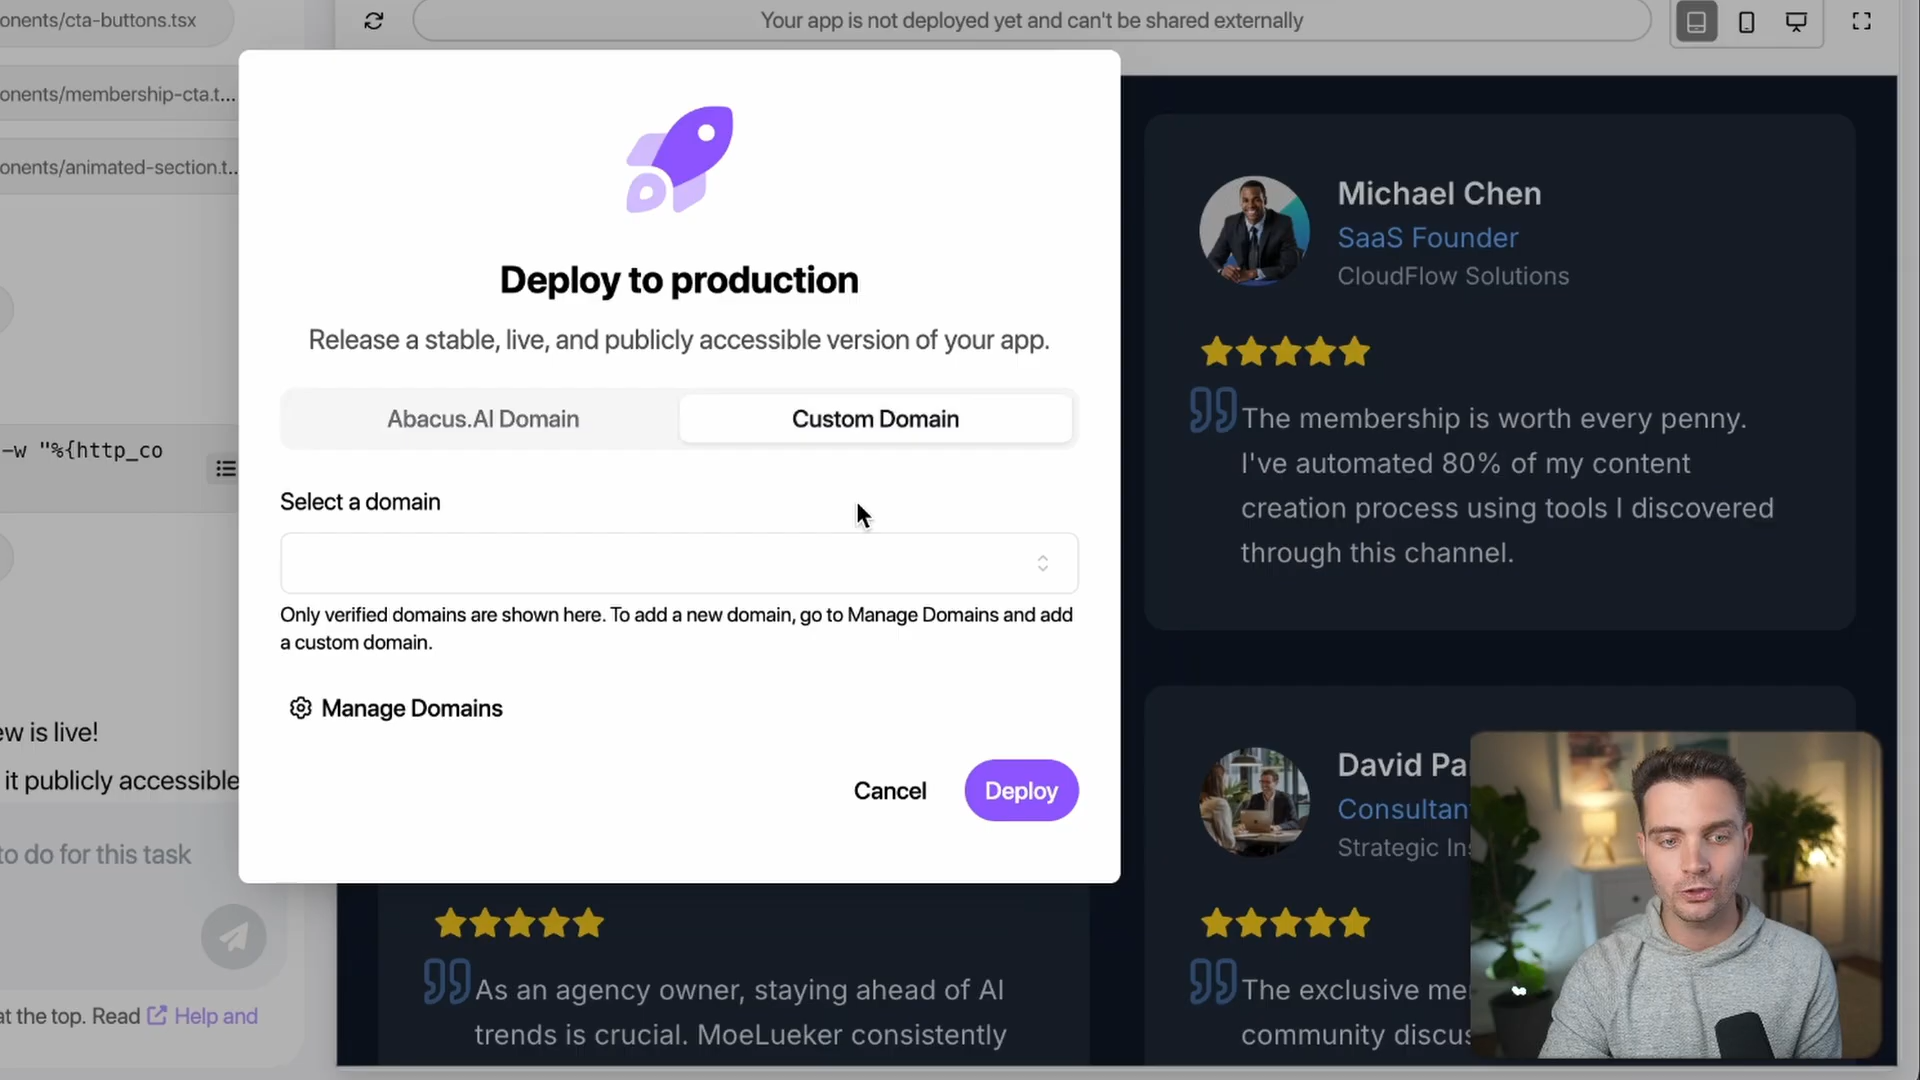 onents/cta-buttons.tsx
Your app is not deployed yet and can't be shared externally
onents/membership-cta.t...
onents/animated-section.t...
-w "%{http_co
ew is live!
it publicly accessible
to do for this task
at the top. Read Help and
Deploy to production
Release a stable, live, and publicly accessible version of your app.
Abacus.AI Domain
Custom Domain
Select a domain
Only verified domains are shown here. To add a new domain, go to Manage Domains and add
a custom domain.
Manage Domains
Cancel
Deploy
Michael Chen
SaaS Founder
CloudFlow Solutions
The membership is worth every penny.
I've automated 80% of my content
creation process using tools I discovered
through this channel.
As an agency owner, staying ahead of AI
trends is crucial. MoeLueker consistently
David Pa
Consultan
Strategic Ins
The exclusive me
community discus